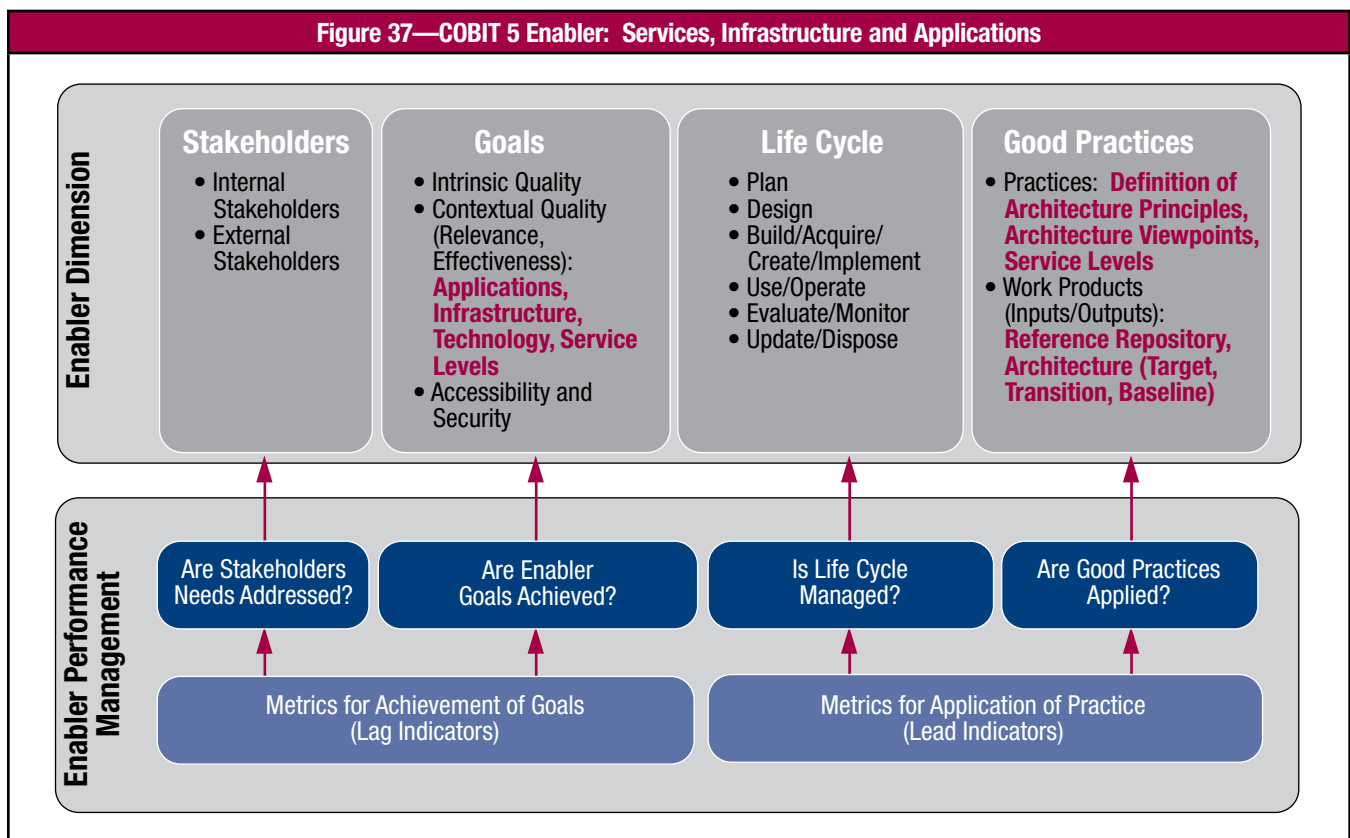 Figure 37—COBIT 5 Enabler: Services, Infrastructure and Applications
Enabler Dimension
Stakeholders
• Internal
Stakeholders
• External
Stakeholders
Goals
• Intrinsic Quality
• Contextual Quality
(Relevance,
Effectiveness):
Applications,
Infrastructure,
Technology, Service
Levels
• Accessibility and
Security
Life Cycle
• Plan
• Design
• Build/Acquire/
Create/Implement
• Use/Operate
• Evaluate/Monitor
• Update/Dispose
Good Practices
• Practices: Definition of
Architecture Principles,
Architecture Viewpoints,
Service Levels
• Work Products
(Inputs/Outputs):
Reference Repository,
Architecture (Target,
Transition, Baseline)
Enabler Performance
Management
Are Stakeholders
Needs Addressed?
Are Enabler
Goals Achieved?
Is Life Cycle
Managed?
Are Good Practices
Applied?
Metrics for Achievement of Goals
(Lag Indicators)
Metrics for Application of Practice
(Lead Indicators)